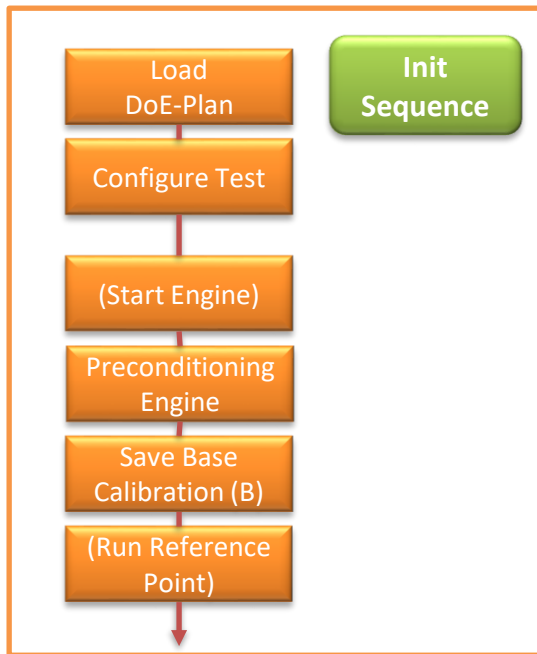 Load
DoE-Plan
Init
Sequence
Configure Test
(Start Engine)
Preconditioning
Engine
Save Base
Calibration (B)
(Run Reference
Point)